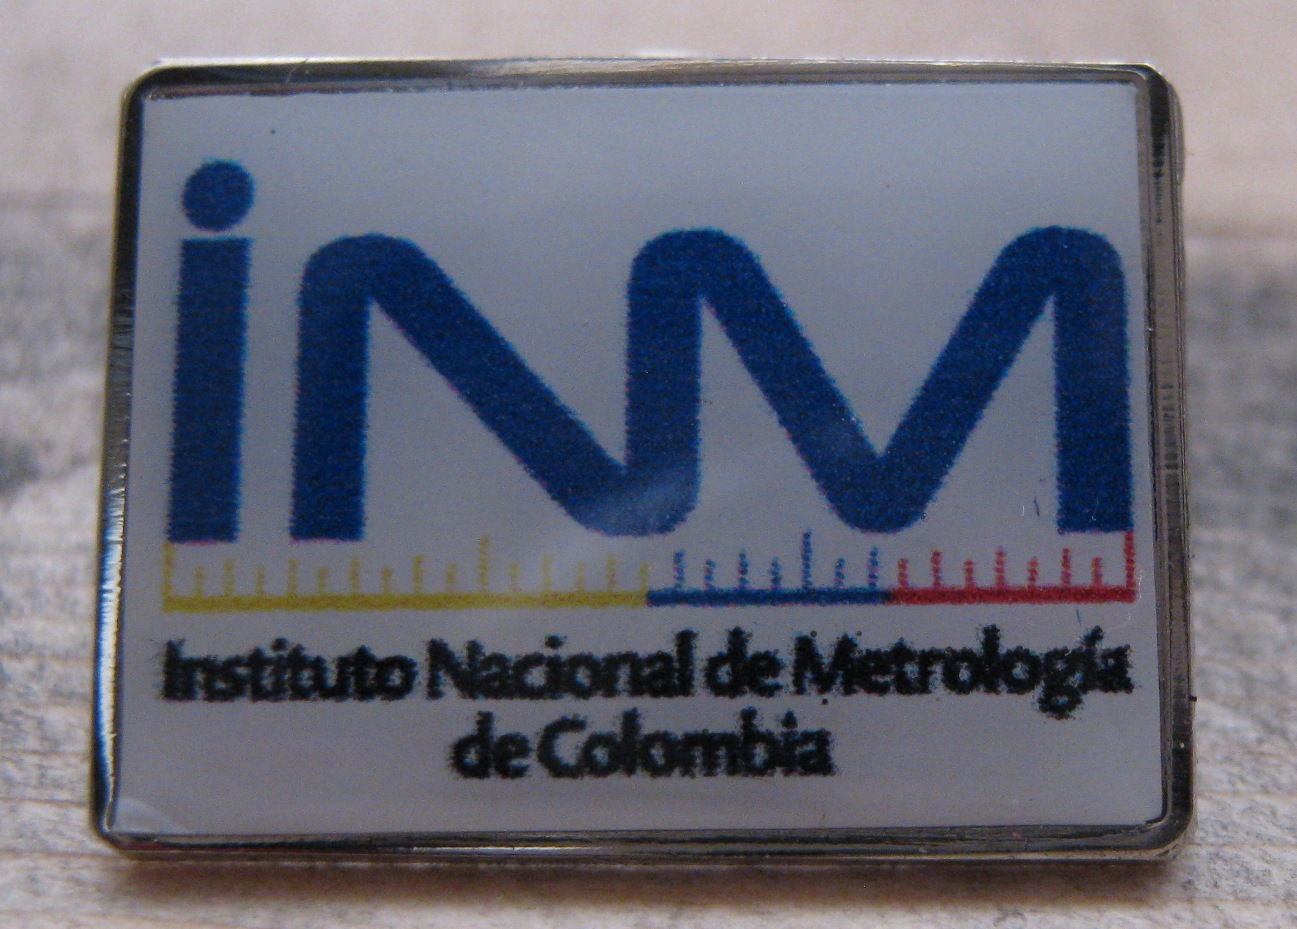 iNM
Instituto Nacional de Metrología
de Colombia